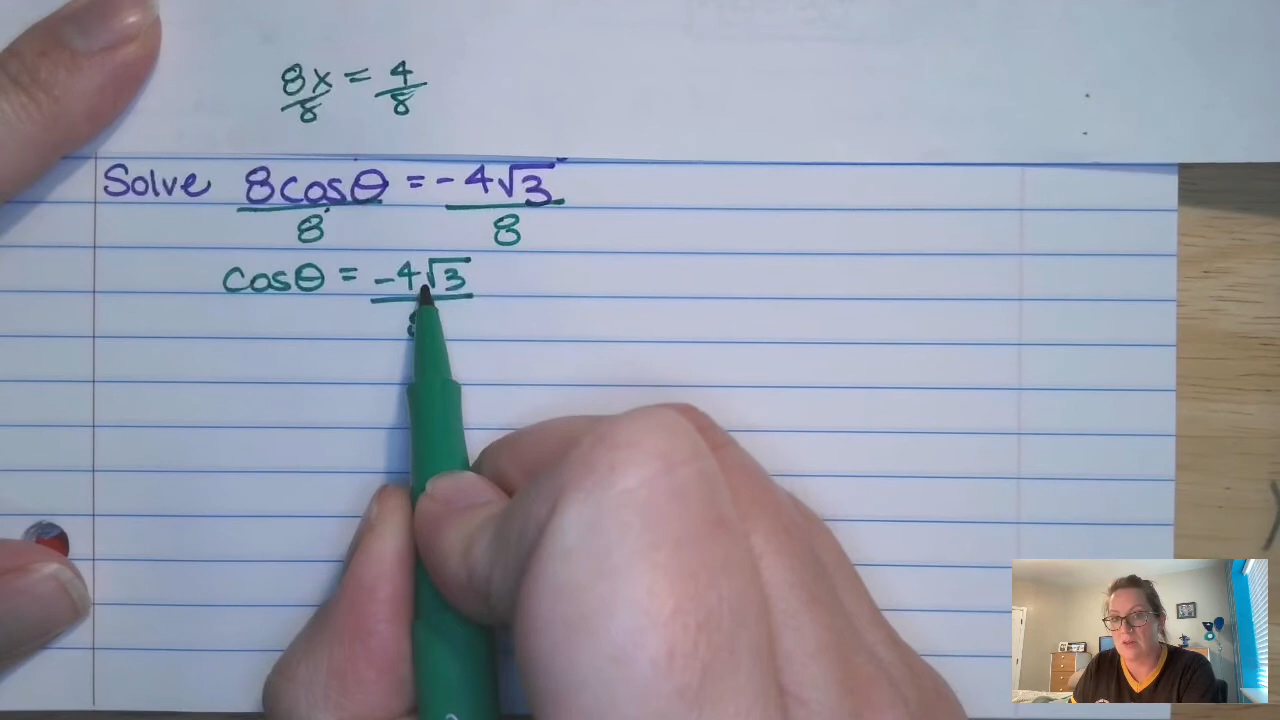 8x = 4
8 8
Solve 8cosθ = -4√3
8 8
cosθ = -4√3